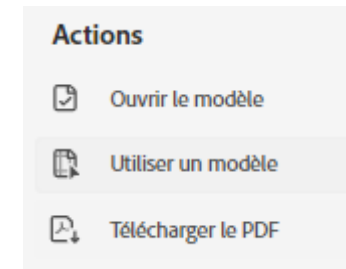 Actions
Ouvrir le modèle
Utiliser un modèle
Télécharger le PDF